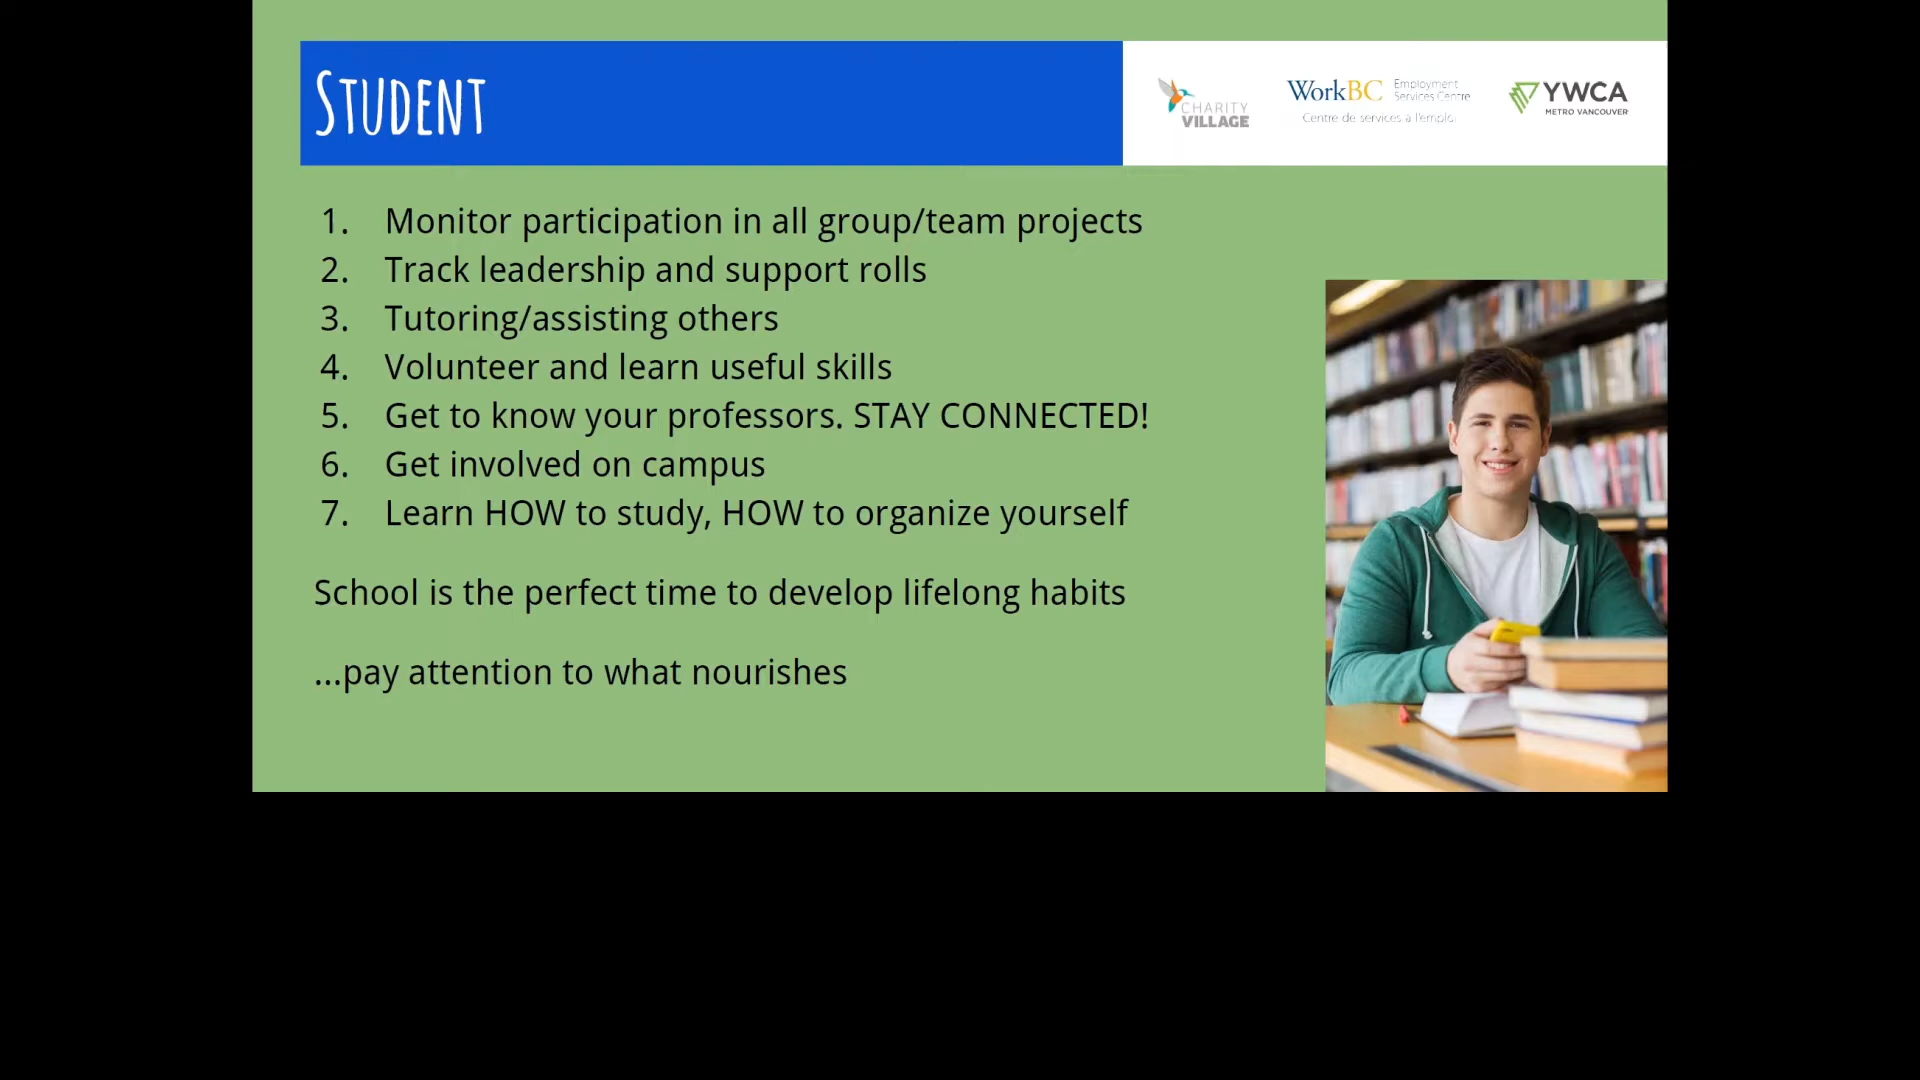 STUDENT
CHARITY
VILLAGE
WorkBC Employment
Services Centre
Centre de services à l'emploi
YWCA
METRO VANCOUVER
1. Monitor participation in all group/team projects
2. Track leadership and support rolls
3. Tutoring/assisting others
4. Volunteer and learn useful skills
5. Get to know your professors. STAY CONNECTED!
6. Get involved on campus
7. Learn HOW to study, HOW to organize yourself
School is the perfect time to develop lifelong habits
...pay attention to what nourishes